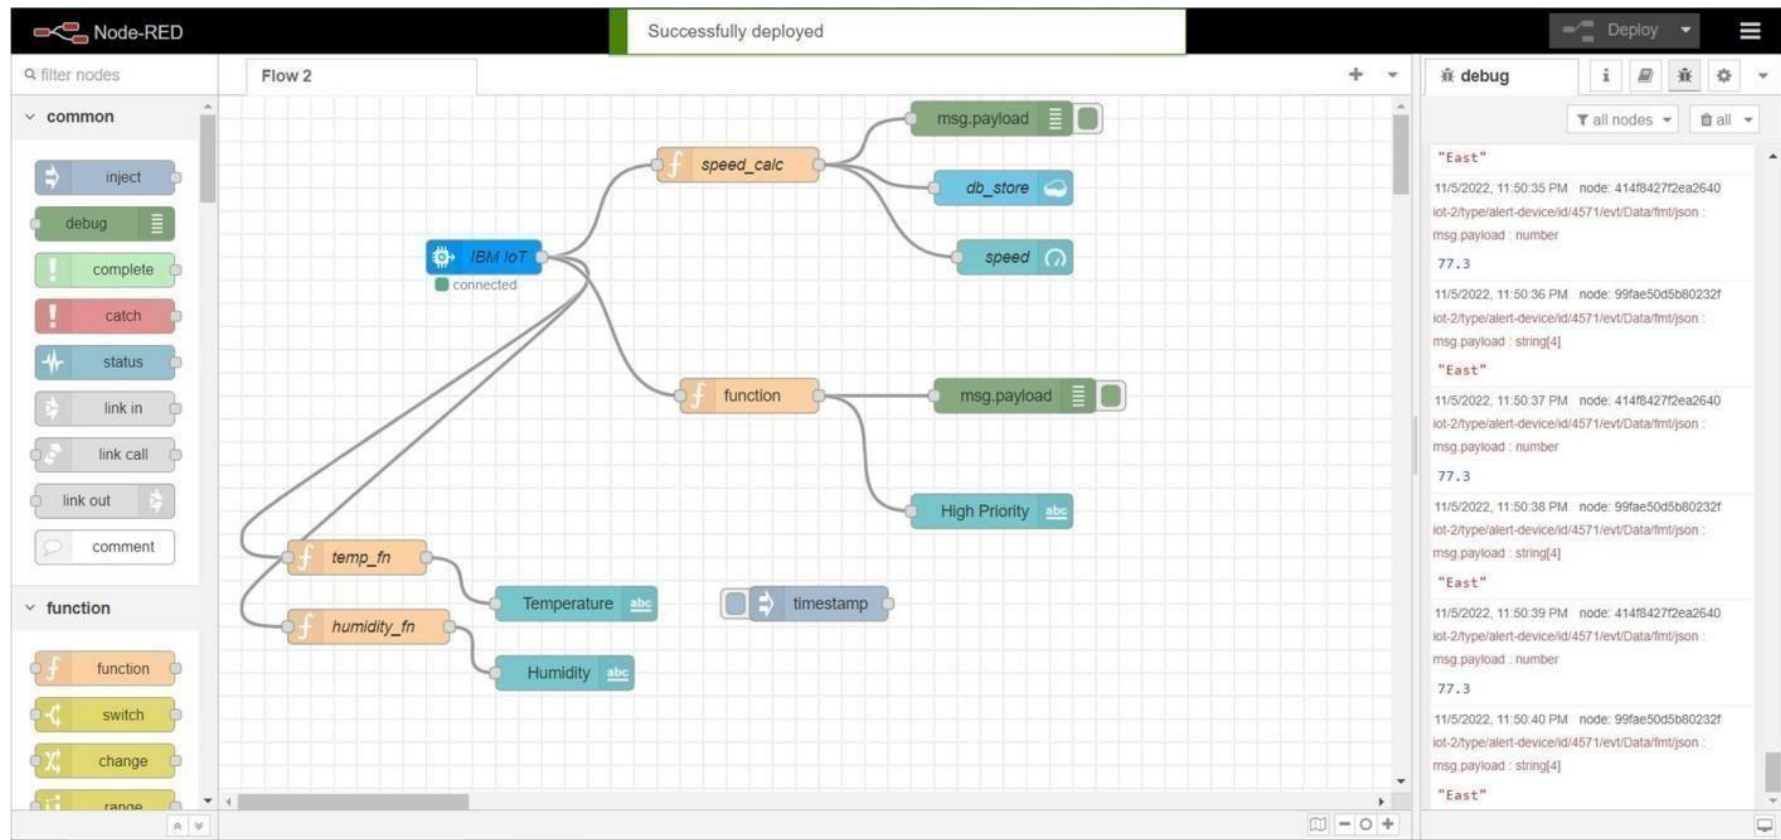 Node-RED
Successfully deployed
Deploy
filter nodes
Flow 2
debug
i
common
all nodes
all
inject
debug
complete
catch
status
link in
link call
link out
comment
function
function
switch
change
range
msg.payload
speed_calc
db_store
IBM IoT
speed
connected
function
msg.payload
High Priority
abc
temp_fn
Temperature
abc
timestamp
humidity_fn
Humidity
abc
"East"
11/5/2022, 11:50:35 PM node: 414f8427f2ea2640
iot-2/type/alert-device/id/4571/evt/Data/fmt/json :
msg.payload : number
77.3
11/5/2022, 11:50:36 PM node: 99fae50d5b80232f
iot-2/type/alert-device/id/4571/evt/Data/fmt/json :
msg.payload : string[4]
"East"
11/5/2022, 11:50:37 PM node: 414f8427f2ea2640
iot-2/type/alert-device/id/4571/evt/Data/fmt/json :
msg.payload : number
77.3
11/5/2022, 11:50:38 PM node: 99fae50d5b80232f
iot-2/type/alert-device/id/4571/evt/Data/fmt/json :
msg.payload : string[4]
"East"
11/5/2022, 11:50:39 PM node: 414f8427f2ea2640
iot-2/type/alert-device/id/4571/evt/Data/fmt/json :
msg.payload : number
77.3
11/5/2022, 11:50:40 PM node: 99fae50d5b80232f
iot-2/type/alert-device/id/4571/evt/Data/fmt/json :
msg.payload : string[4]
"East"